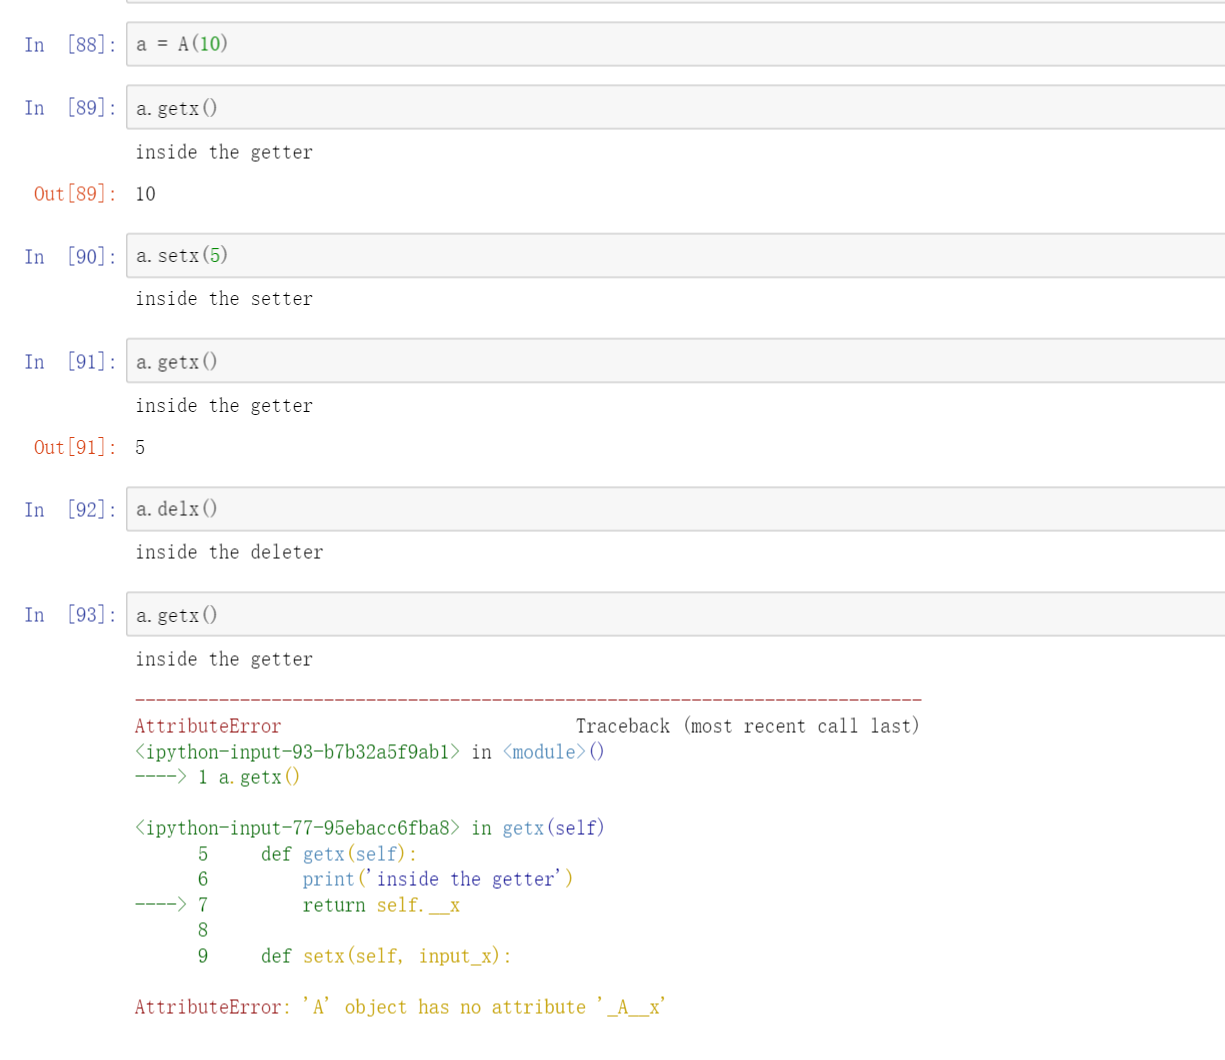 In [88]: a = A(10)
In [89]: a.getx()
inside the getter
Out[89]: 10
In [90]: a.setx(5)
inside the setter
In [91]: a.getx()
inside the getter
Out[91]: 5
In [92]: a.delx()
inside the deleter
In [93]: a.getx()
inside the getter
---------------------------------------------------------------------------
AttributeError                            Traceback (most recent call last)
<ipython-input-93-b7b32a5f9ab1> in <module>()
----> 1 a.getx()
<ipython-input-77-95ebacc6fba8> in getx(self)
      5     def getx(self):
      6         print('inside the getter')
----> 7         return self.__x
      8
      9     def setx(self, input_x):
AttributeError: 'A' object has no attribute '_A__x'